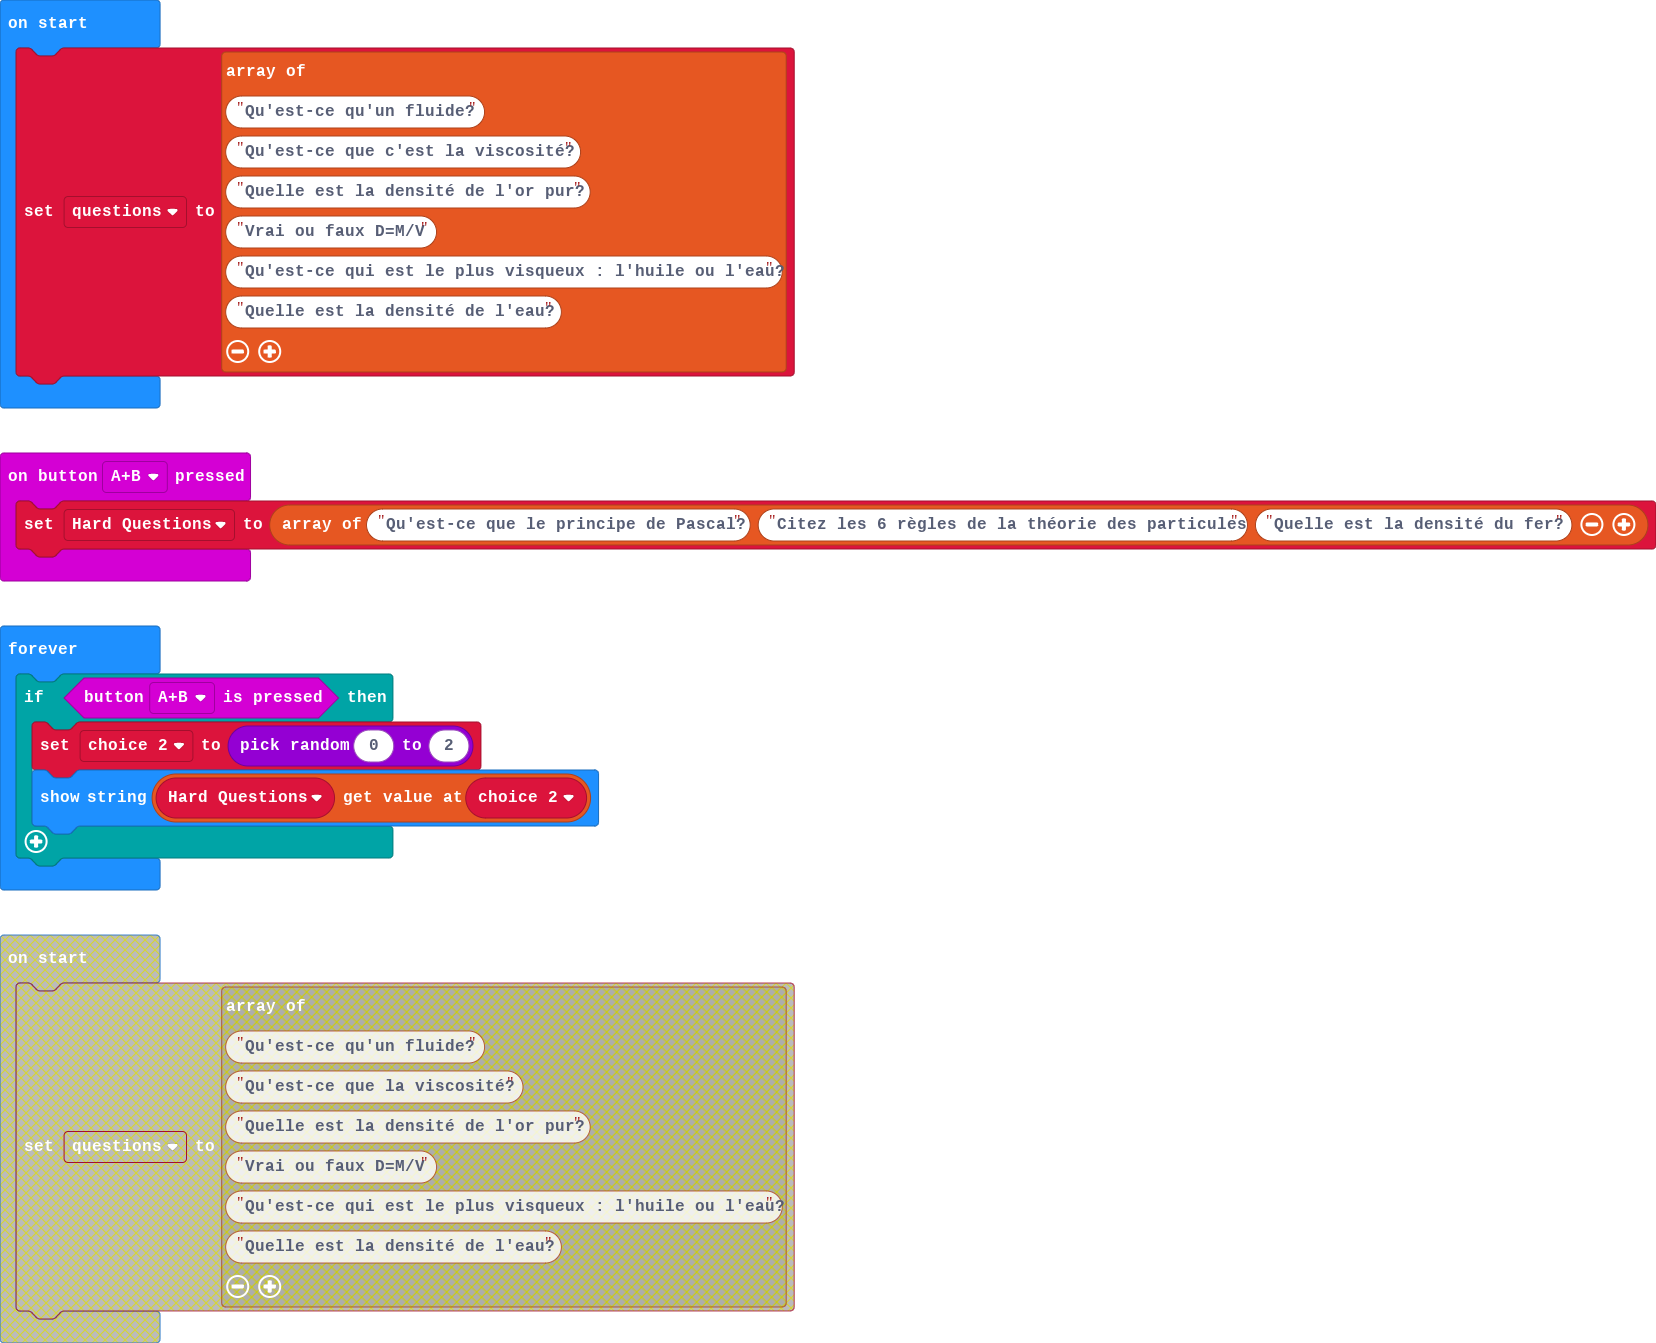 on start
array of
"Qu'est-ce qu'un fluide?"
"Qu'est-ce que c'est la viscosité?"
"Quelle est la densité de l'or pur?"
set questions to
"Vrai ou faux D=M/V"
"Qu'est-ce qui est le plus visqueux : l'huile ou l'eau?"
"Quelle est la densité de l'eau?"
on button A+B pressed
set Hard Questions to array of "Qu'est-ce que le principe de Pascal?" "Citez les 6 règles de la théorie des particules" "Quelle est la densité du fer?"
forever
if button A+B is pressed then
set choice 2 to pick random 0 to 2
show string Hard Questions get value at choice 2
on start
array of
"Qu'est-ce qu'un fluide?"
"Qu'est-ce que la viscosité?"
"Quelle est la densité de l'or pur?"
set questions to
"Vrai ou faux D=M/V"
"Qu'est-ce qui est le plus visqueux : l'huile ou l'eau?"
"Quelle est la densité de l'eau?"